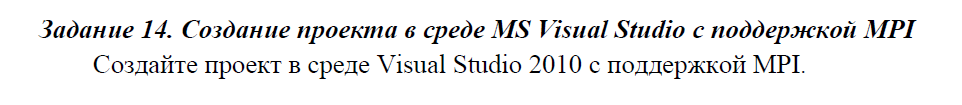 Задание 14. Создание проекта в среде MS Visual Studio с поддержкой MPI
Создайте проект в среде Visual Studio 2010 с поддержкой MPI.